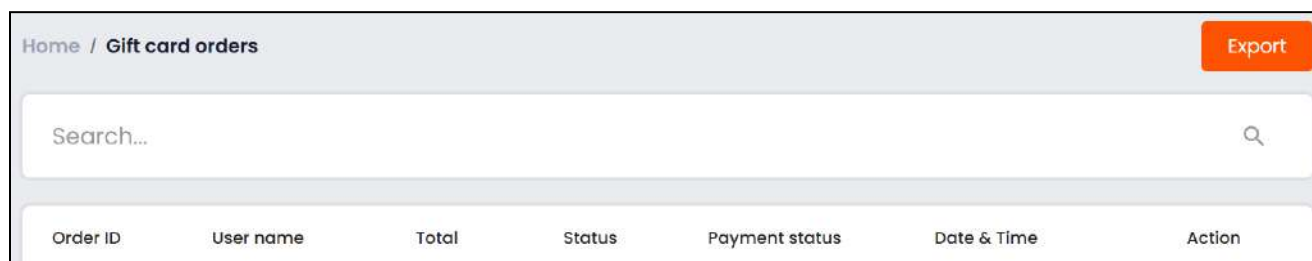 Home / Gift card orders
Export
Search...
Order ID User name Total Status Payment status Date & Time Action